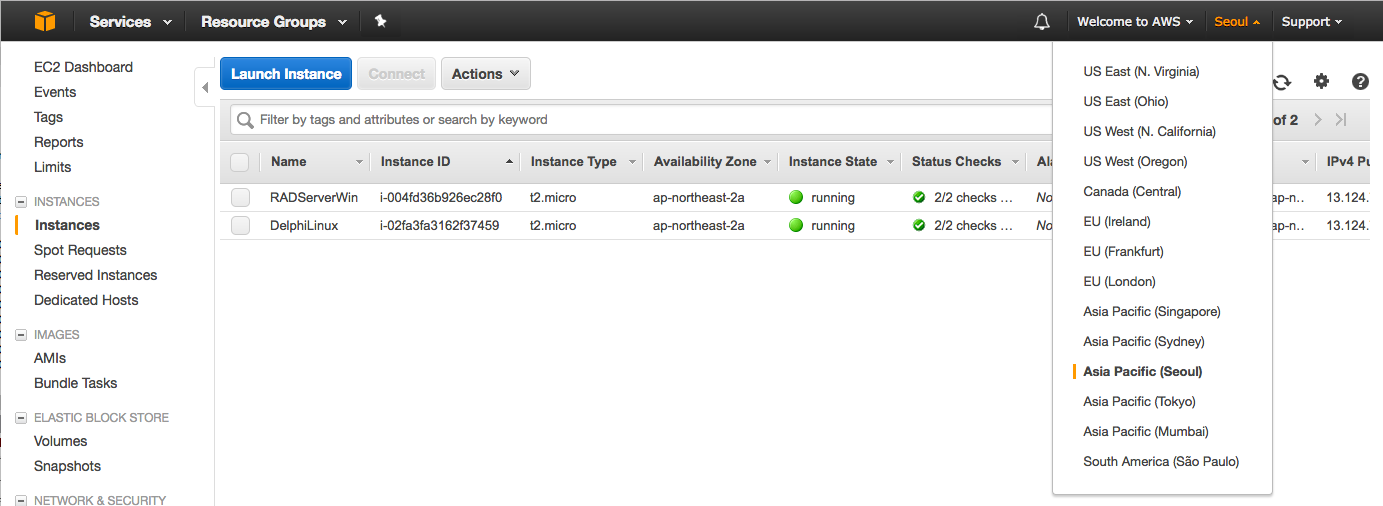 Services Resource Groups Welcome to AWS Seoul Support
EC2 Dashboard
Events
Tags
Reports
Limits
INSTANCES
Instances
Spot Requests
Reserved Instances
Dedicated Hosts
IMAGES
AMIs
Bundle Tasks
ELASTIC BLOCK STORE
Volumes
Snapshots
NETWORK & SECURITY
Launch Instance Connect Actions
Filter by tags and attributes or search by keyword
of 2
Name Instance ID Instance Type Availability Zone Instance State Status Checks Ala IPv4 Pu
RADServerWin i-004fd36b926ec28f0 t2.micro ap-northeast-2a running 2/2 checks ... No ap-n.. 13.124.
DelphiLinux i-02fa3fa3162f37459 t2.micro ap-northeast-2a running 2/2 checks ... No ap-n.. 13.124.
US East (N. Virginia)
US East (Ohio)
US West (N. California)
US West (Oregon)
Canada (Central)
EU (Ireland)
EU (Frankfurt)
EU (London)
Asia Pacific (Singapore)
Asia Pacific (Sydney)
Asia Pacific (Seoul)
Asia Pacific (Tokyo)
Asia Pacific (Mumbai)
South America (São Paulo)